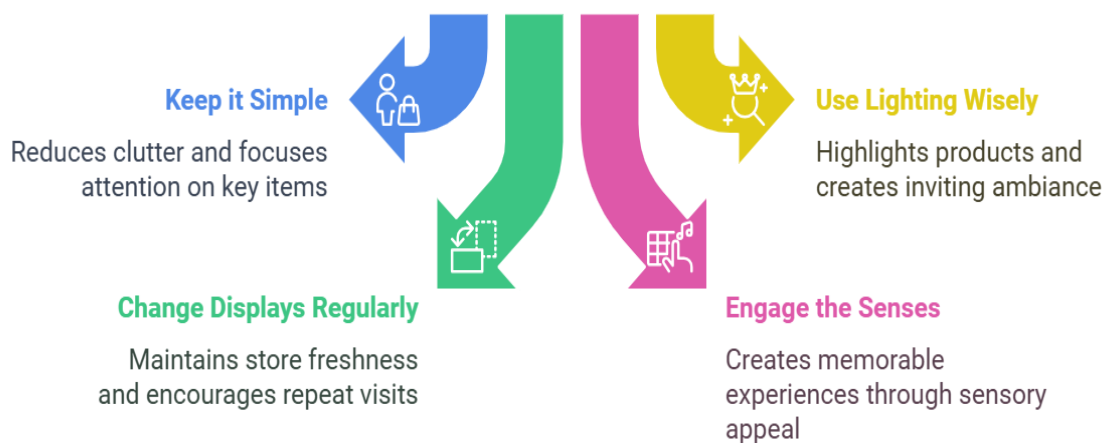 Keep it Simple
Reduces clutter and focuses
attention on key items
Use Lighting Wisely
Highlights products and
creates inviting ambiance
Change Displays Regularly
Maintains store freshness
and encourages repeat visits
Engage the Senses
Creates memorable
experiences through sensory
appeal